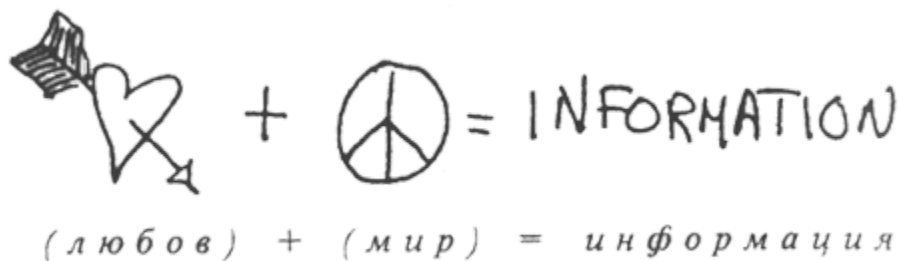 + = INFORMATION
(любов) + (мир) = информация